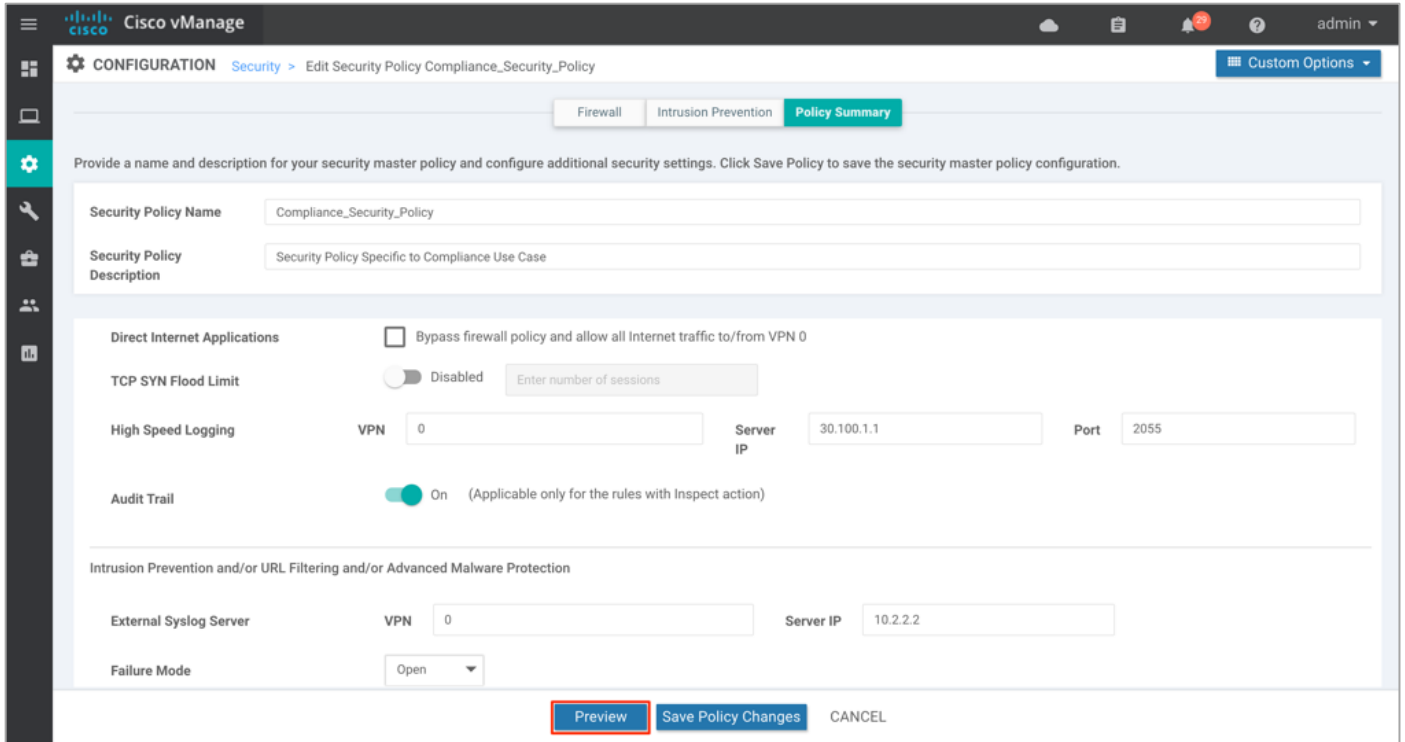 cisco Cisco vManage 29 admin
CONFIGURATION Security > Edit Security Policy Compliance_Security_Policy Custom Options
Firewall Intrusion Prevention Policy Summary
Provide a name and description for your security master policy and configure additional security settings. Click Save Policy to save the security master policy configuration.
Security Policy Name Compliance_Security_Policy
Security Policy
Description
Security Policy Specific to Compliance Use Case
Direct Internet Applications Bypass firewall policy and allow all Internet traffic to/from VPN 0
TCP SYN Flood Limit Disabled Enter number of sessions
High Speed Logging VPN 0 Server
IP
30.100.1.1 Port 2055
Audit Trail On (Applicable only for the rules with Inspect action)
Intrusion Prevention and/or URL Filtering and/or Advanced Malware Protection
External Syslog Server VPN 0 Server IP 10.2.2.2
Failure Mode Open
Preview Save Policy Changes CANCEL